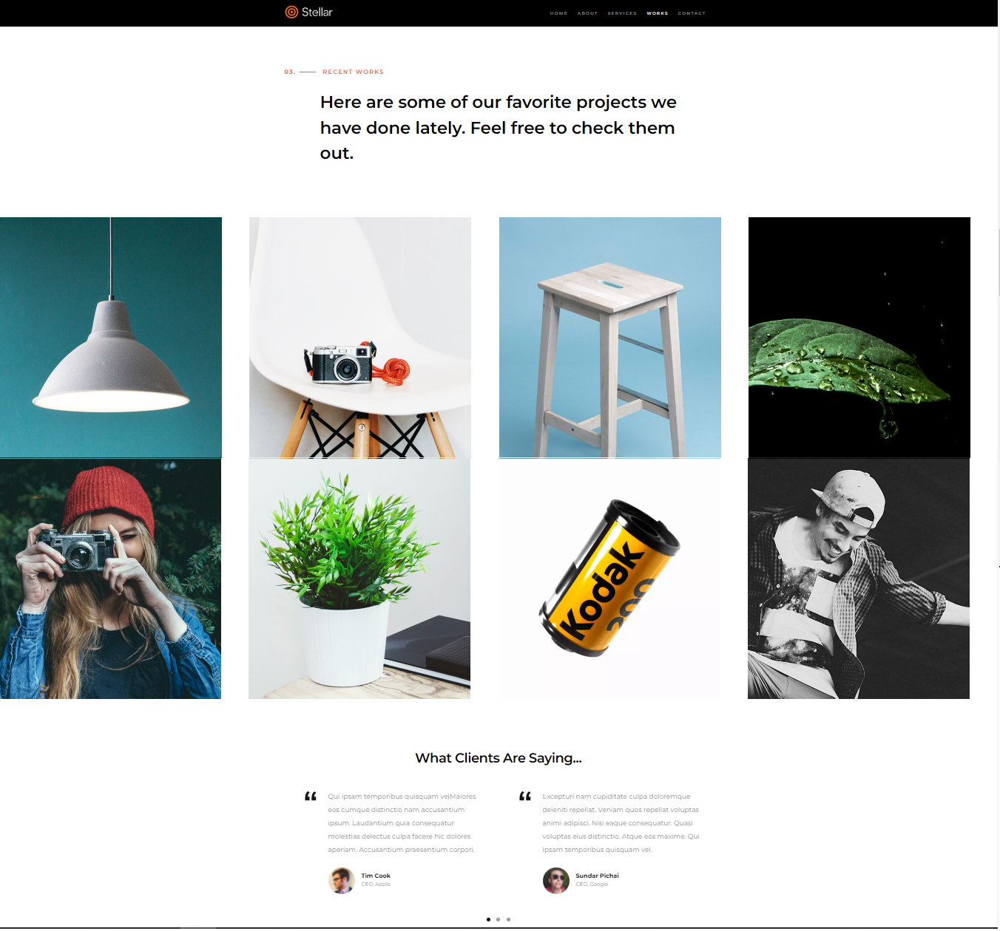 Stellar
HOME ABOUT SERVICES WORKS CONTACT
03. RECENT WORKS
Here are some of our favorite projects we
have done lately. Feel free to check them
out.
Kodak
200
What Clients Are Saying...
“ Qui ipsam temporibus quisquam velMaiores
eos cumque distinctio nam accusantium
ipsum. Laudantium quia consequatur
molestias delectus culpa facere hic dolores
aperiam. Accusantium praesentium corpori.
Tim Cook
CEO, Apple
“ Excepturi nam cupiditate culpa doloremque
deleniti repellat. Veniam quos repellat voluptas
animi adipisci. Nisi eaque consequatur. Quasi
voluptas eius distinctio. Atque eos maxime. Qui
ipsam temporibus quisquam vel.
Sundar Pichai
CEO, Google